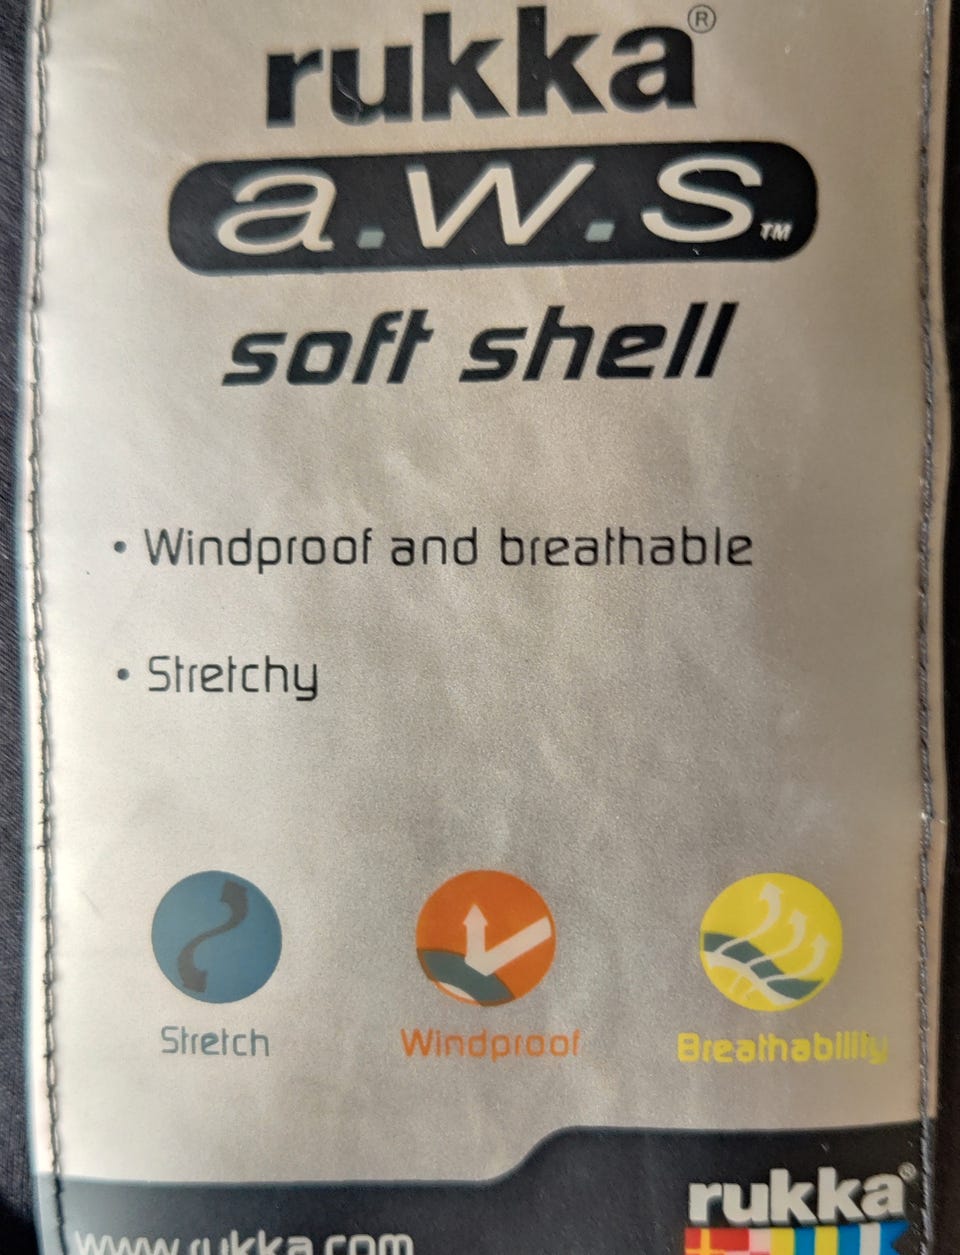 rukka®
a.w.s™
soft shell
• Windproof and breathable
• Stretchy
Stretch
Windproof
Breathability
rukka®
www.rukka.com